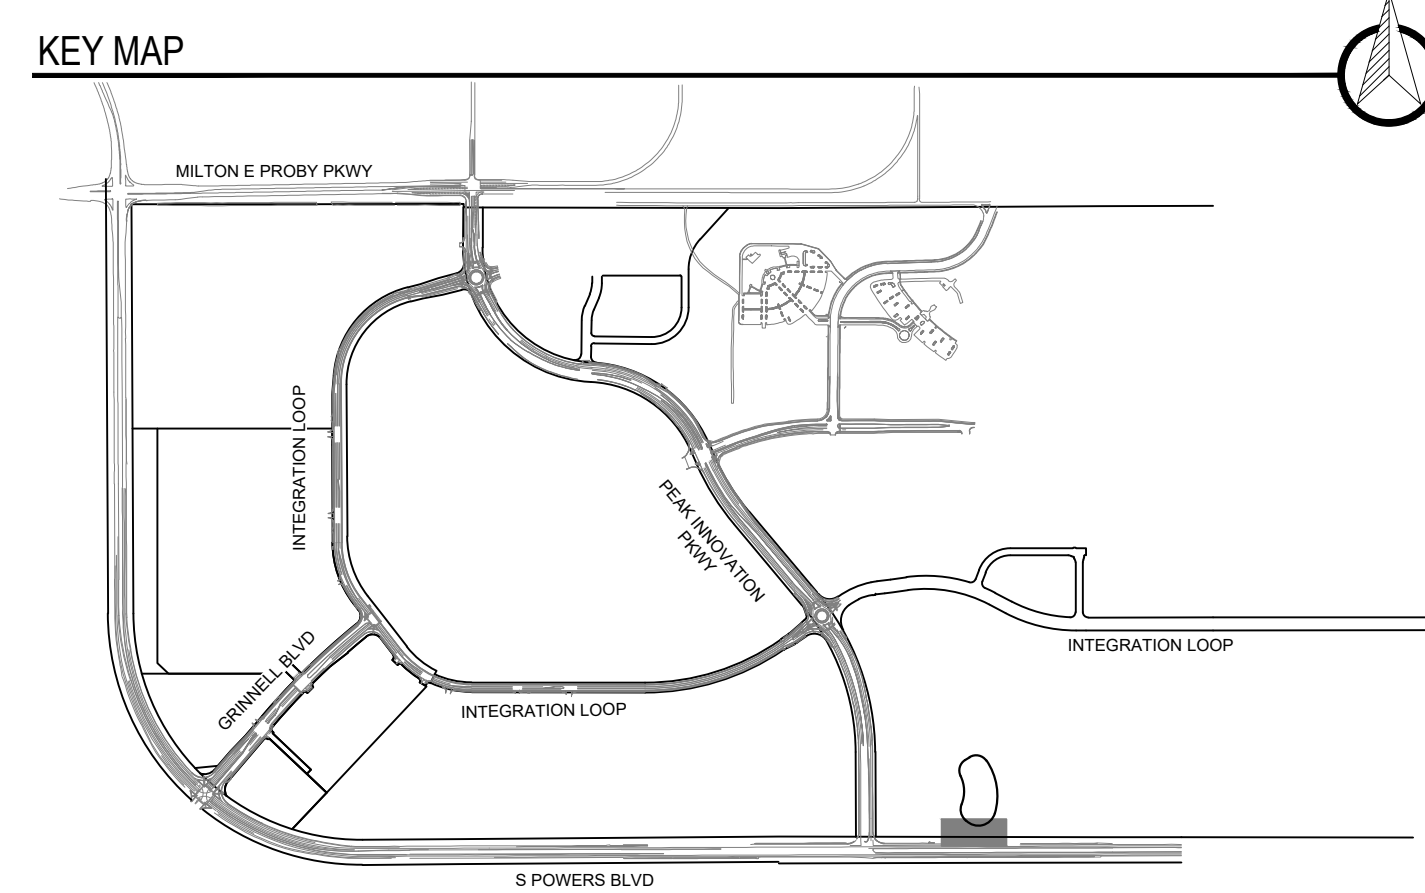 KEY MAP
MILTON E PROBY PKWY
INTEGRATION LOOP
PEAK INNOVATION
PKWY
GRINNELL BLVD
INTEGRATION LOOP
INTEGRATION LOOP
S POWERS BLVD